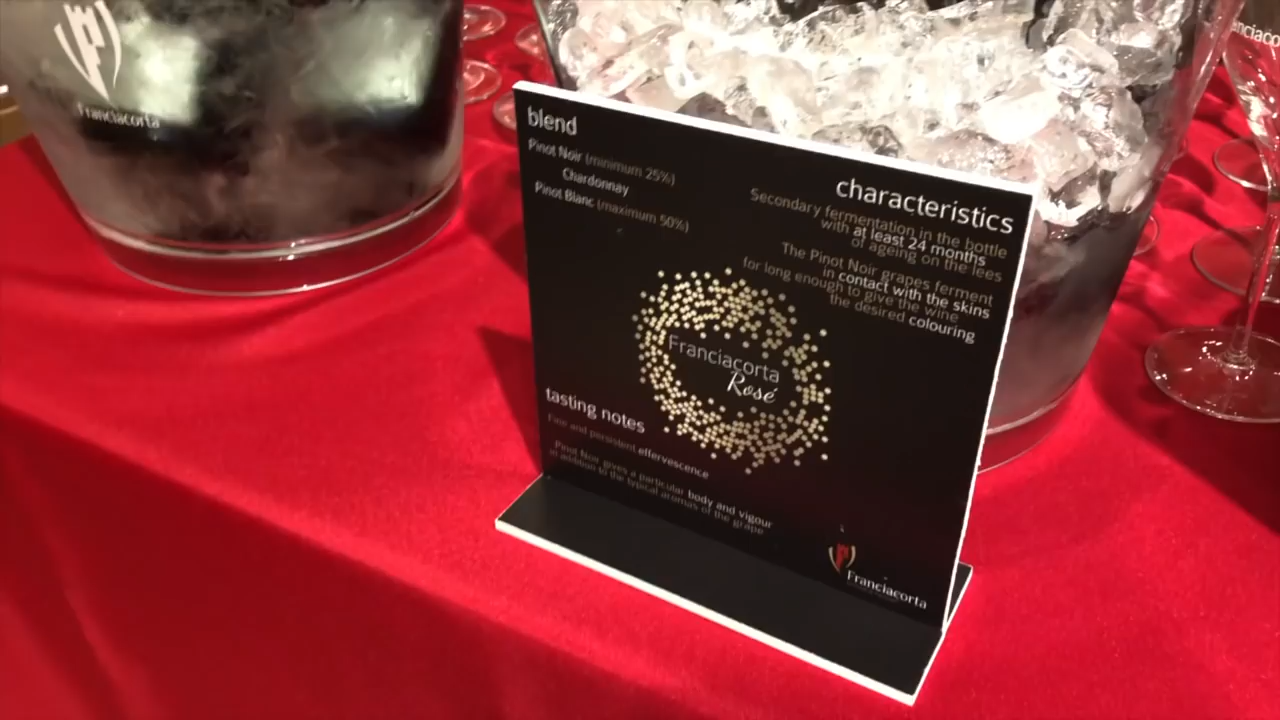 Franciacorta
blend
Pinot Noir (minimum 25%)
Chardonnay
Pinot Blanc (maximum 50%)
characteristics
Secondary fermentation in the bottle
with at least 24 months
of ageing on the lees
The Pinot Noir grapes ferment
in contact with the skins
for long enough to give the wine
the desired colouring
Franciacorta
Rosé
tasting notes
Fine and persistent effervescence
Pinot Noir gives a particular body and vigour
in addition to the typical aromas of the grape
Franciacorta